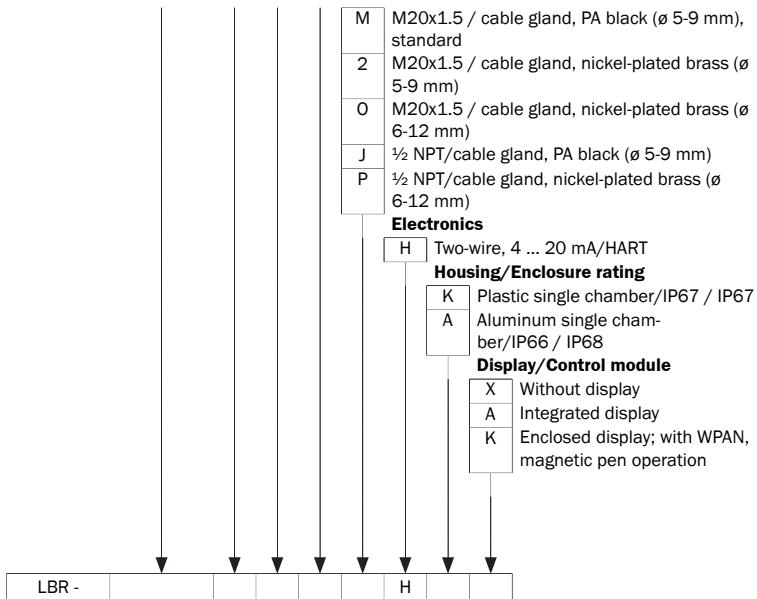 M M20x1.5 / cable gland, PA black (ø 5-9 mm),
standard
2 M20x1.5 / cable gland, nickel-plated brass (ø
5-9 mm)
O M20x1.5 / cable gland, nickel-plated brass (ø
6-12 mm)
J ½ NPT/cable gland, PA black (ø 5-9 mm)
P ½ NPT/cable gland, nickel-plated brass (ø
6-12 mm)
Electronics
H Two-wire, 4 ... 20 mA/HART
Housing/Enclosure rating
K Plastic single chamber/IP67 / IP67
A Aluminum single cham-
ber/IP66 / IP68
Display/Control module
X Without display
A Integrated display
K Enclosed display; with WPAN,
magnetic pen operation
LBR - H